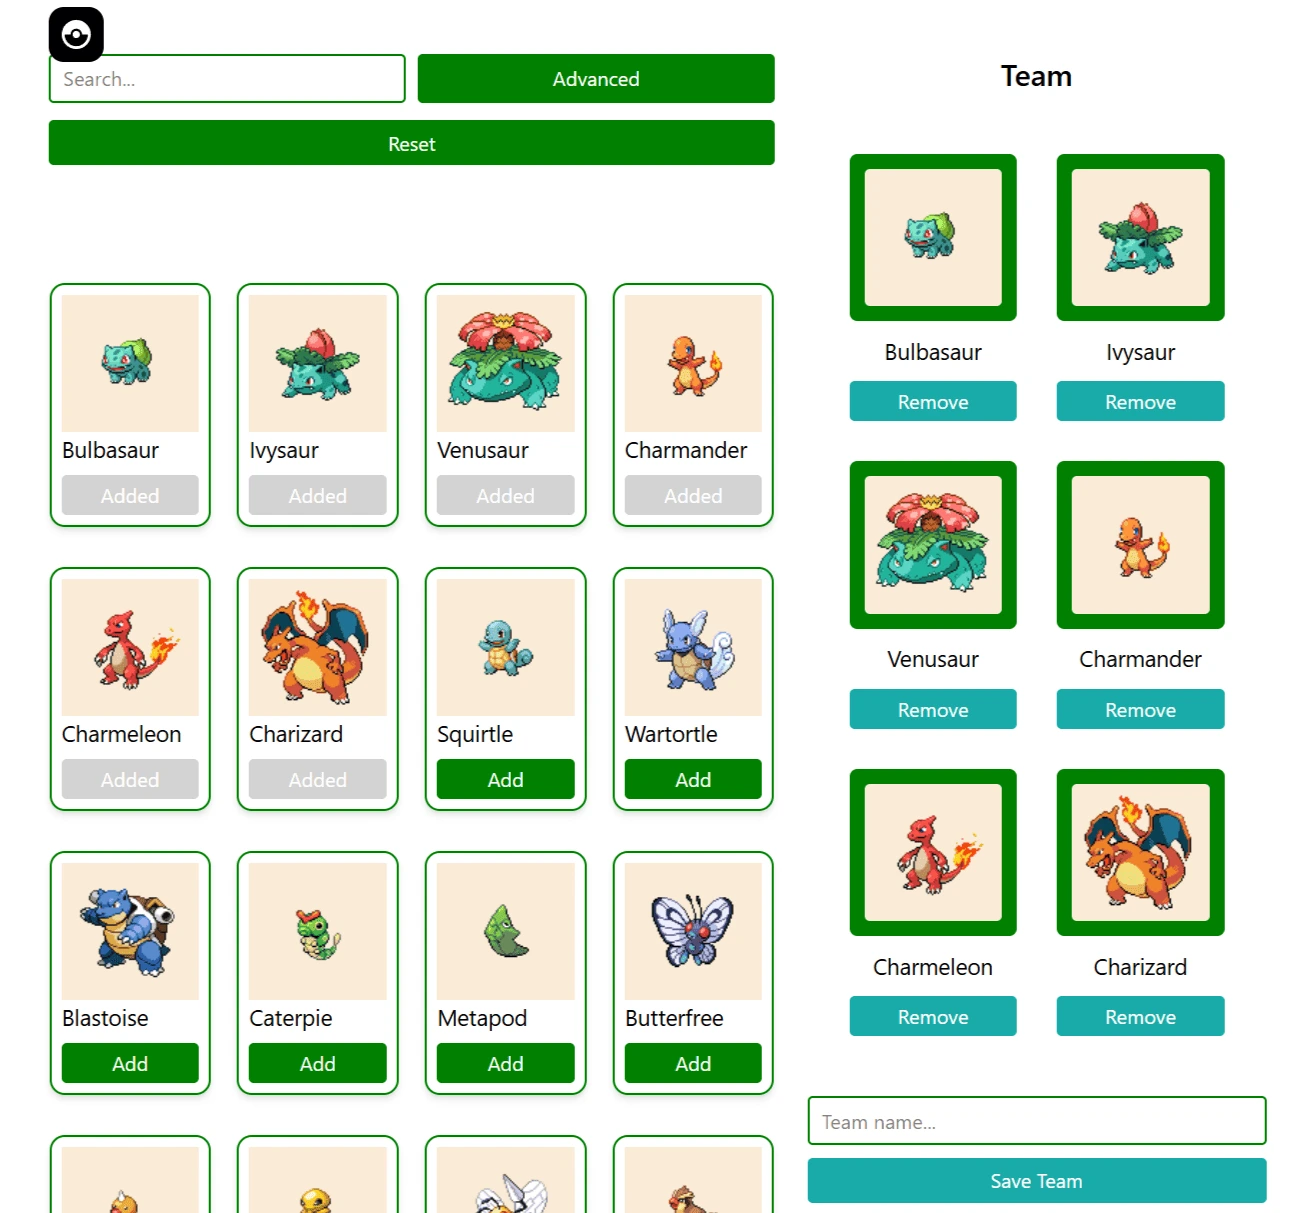 Search...
Advanced
Reset
Bulbasaur
Ivysaur
Venusaur
Charmander
Added
Added
Added
Added
Charmeleon
Charizard
Squirtle
Wartortle
Added
Added
Add
Add
Blastoise
Caterpie
Metapod
Butterfree
Add
Add
Add
Add
Team
Bulbasaur
Ivysaur
Remove
Remove
Venusaur
Charmander
Remove
Remove
Charmeleon
Charizard
Remove
Remove
Team name...
Save Team